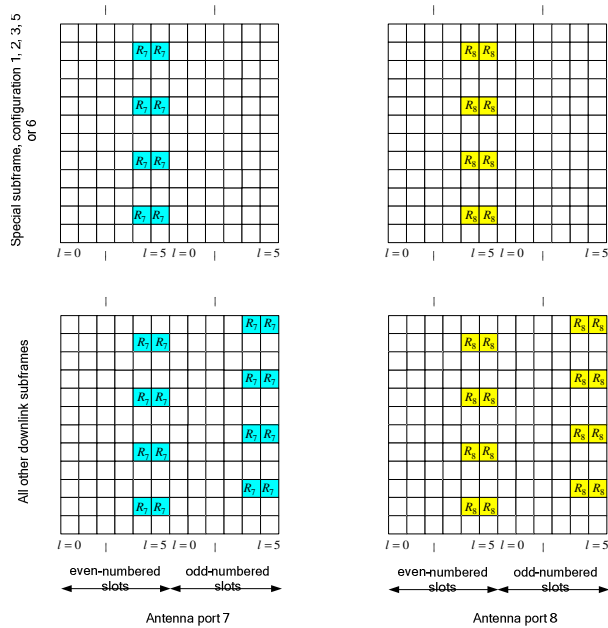 Special subframe, configuration 1, 2, 3, 5
or 6
R7 R7 R8 R8
R7 R7 R8 R8
R7 R7 R8 R8
R7 R7 R8 R8
l = 0 l = 5 l = 0 l = 5 l = 0 l = 5 l = 0 l = 5
All other downlink subframes
R7 R7 R8 R8
R7 R7 R8 R8
R7 R7 R8 R8
R7 R7 R8 R8
R7 R7 R8 R8
R7 R7 R8 R8
R7 R7 R8 R8
R7 R7 R8 R8
l = 0 l = 5 l = 0 l = 5 l = 0 l = 5 l = 0 l = 5
even-numbered slots odd-numbered slots even-numbered slots odd-numbered slots
Antenna port 7 Antenna port 8